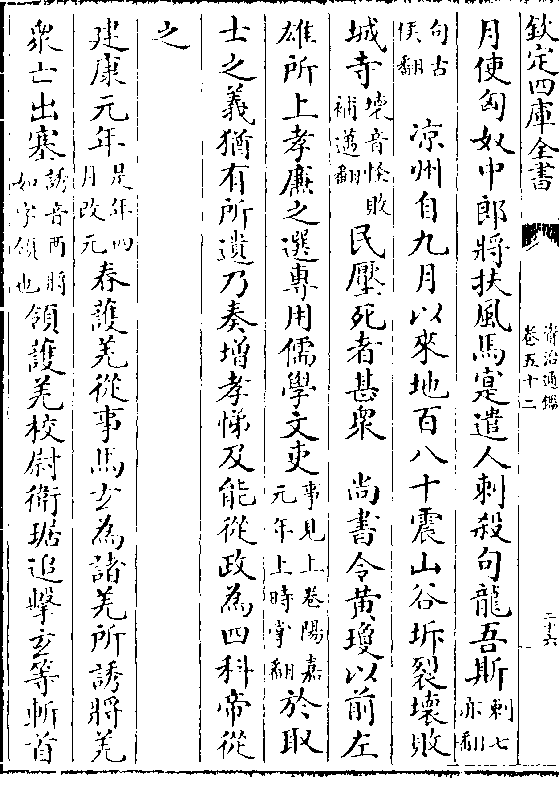 欽定四庫全書
資治通鑑
卷五十二
二十六
月使匈奴中郎將扶風馬寔遣人刺殺句龍吾斯刺七亦翻
句古侯翻 涼州自九月以來地百八十震山谷坼裂壞敗
城寺壞音怪敗補邁翻民壓死者甚衆 尚書令黄瓊以前左
雄所上孝廉之選專用儒學文吏事見上卷陽嘉元年上時掌翻於取
士之義猶有所遺乃奏增孝悌及能從政為四科帝從
之
建康元年是年四月改元春護羌從事馬玄為諸羌所誘將羌
衆亡出塞誘音酉將如字領也領護羌校尉衛琚追擊玄等斬首